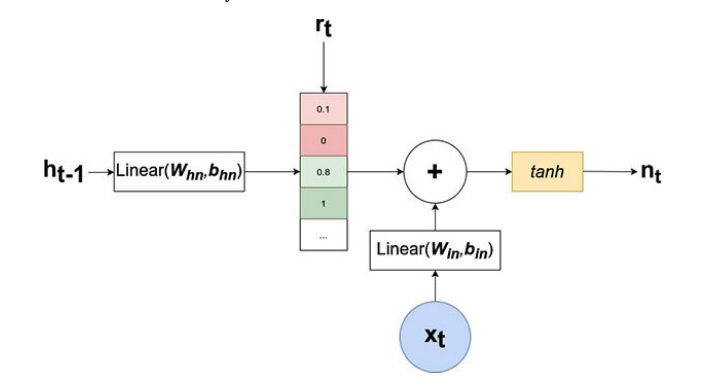 rt
0.1
0
ht-1
Linear(Whn,bhn)
0.8
+
tanh
nt
1
...
Linear(Win,bin)
xt